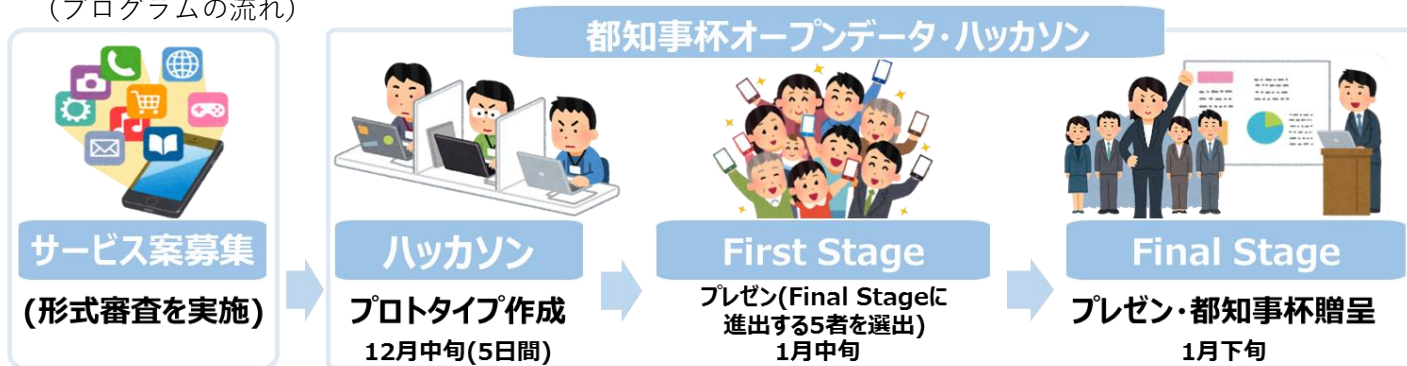 (プログラムの流れ)
都知事杯オープンデータ・ハッカソン
サービス案募集
(形式審査を実施)
ハッカソン
プロトタイプ作成
12月中旬(5日間)
First Stage
プレゼン(Final Stageに
進出する5者を選出)
1月中旬
Final Stage
プレゼン・都知事杯贈呈
1月下旬